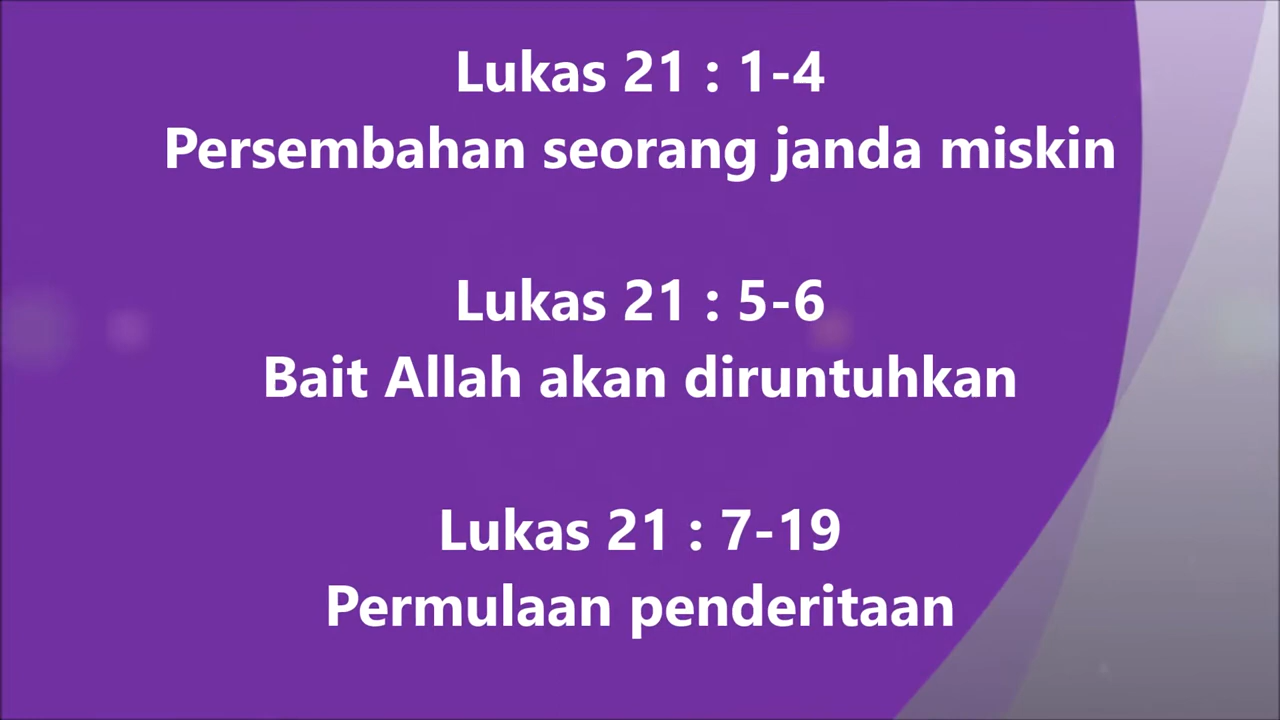 Lukas 21 : 1-4
Persembahan seorang janda miskin
Lukas 21 : 5-6
Bait Allah akan diruntuhkan
Lukas 21 : 7-19
Permulaan penderitaan